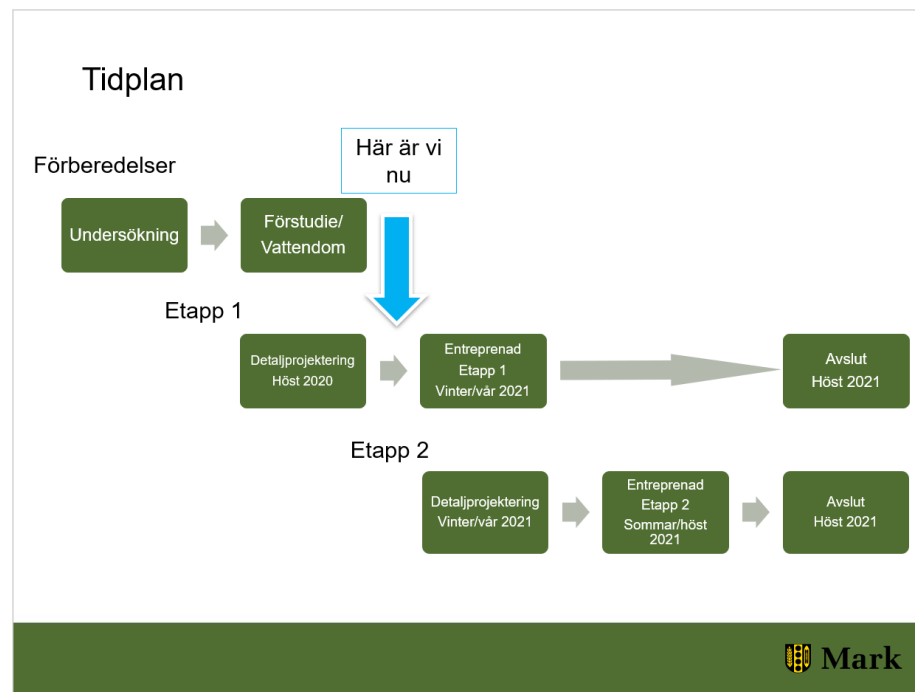 Tidplan
Här är vi
nu
Förberedelser
Undersökning
Förstudie/
Vattendom
Etapp 1
Detaljprojektering
Höst 2020
Entreprenad
Etapp 1
Vinter/vår 2021
Avslut
Höst 2021
Etapp 2
Detaljprojektering
Vinter/vår 2021
Entreprenad
Etapp 2
Sommar/höst
2021
Avslut
Höst 2021
Mark